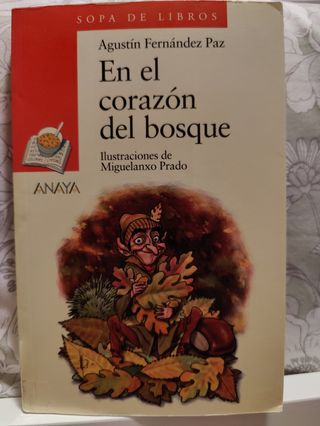 SOPA DE LIBROS
Agustín Fernández Paz
En el
corazón
del bosque
Ilustraciones de
Miguelanxo Prado
ANAYA